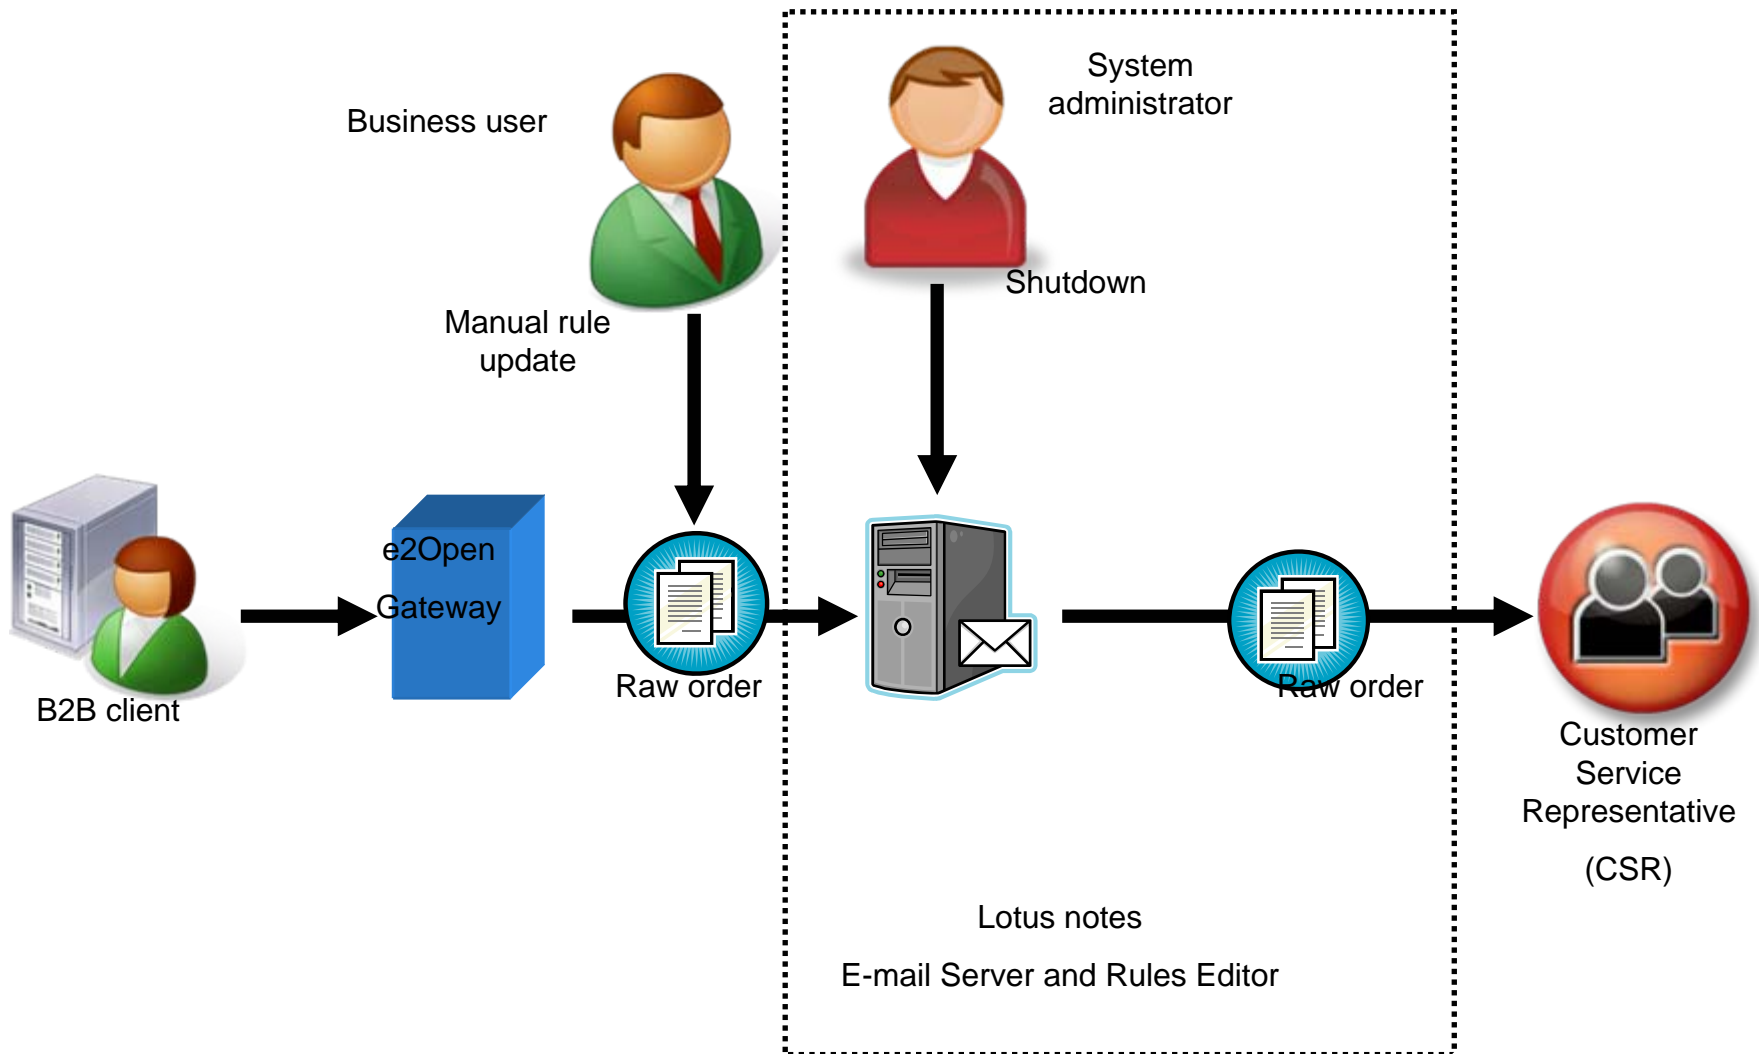 Business user
System
administrator
Manual rule
update
Shutdown
e2Open
Gateway
B2B client
Raw order
Raw order
Customer
Service
Representative
(CSR)
Lotus notes
E-mail Server and Rules Editor